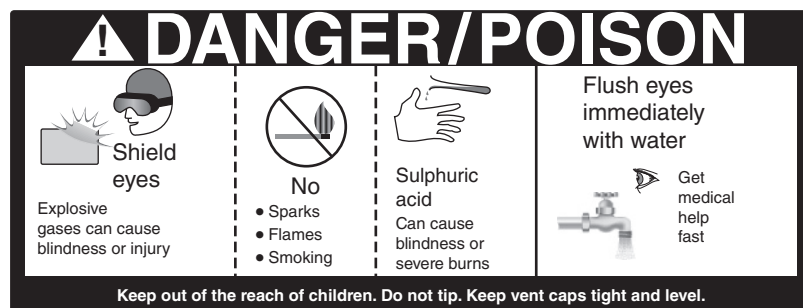 ! DANGER/POISON
Shield
eyes
Explosive
gases can cause
blindness or injury
No
• Sparks
• Flames
• Smoking
Sulphuric
acid
Can cause
blindness or
severe burns
Flush eyes
immediately
with water
Get
medical
help
fast
Keep out of the reach of children. Do not tip. Keep vent caps tight and level.